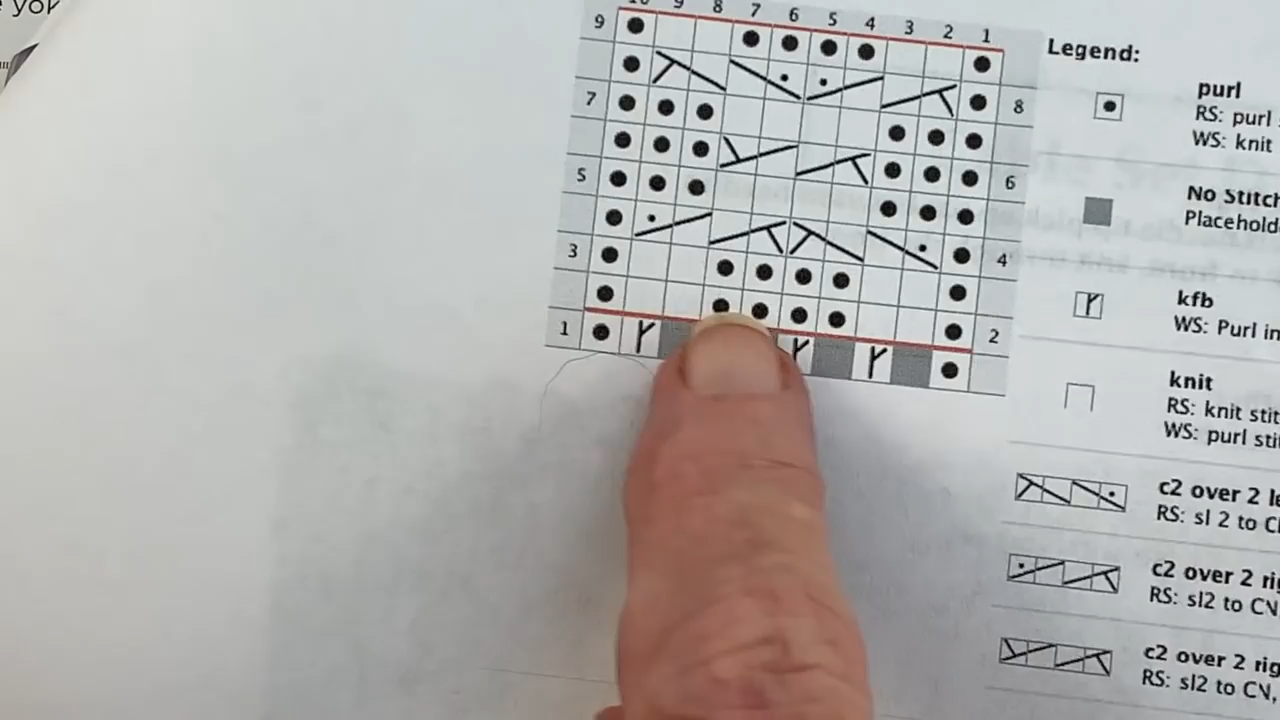 8 7 6 5 4 3 2 1
9
8
7
6
5
4
3
2
1
Legend:
purl
RS: purl
WS: knit
No Stitch
Placehold
kfb
WS: Purl in
knit
RS: knit stit
WS: purl stit
c2 over 2 le
RS: sl 2 to C
c2 over 2 rig
RS: sl2 to CN,
c2 over 2 rig
RS: sl2 to CN,